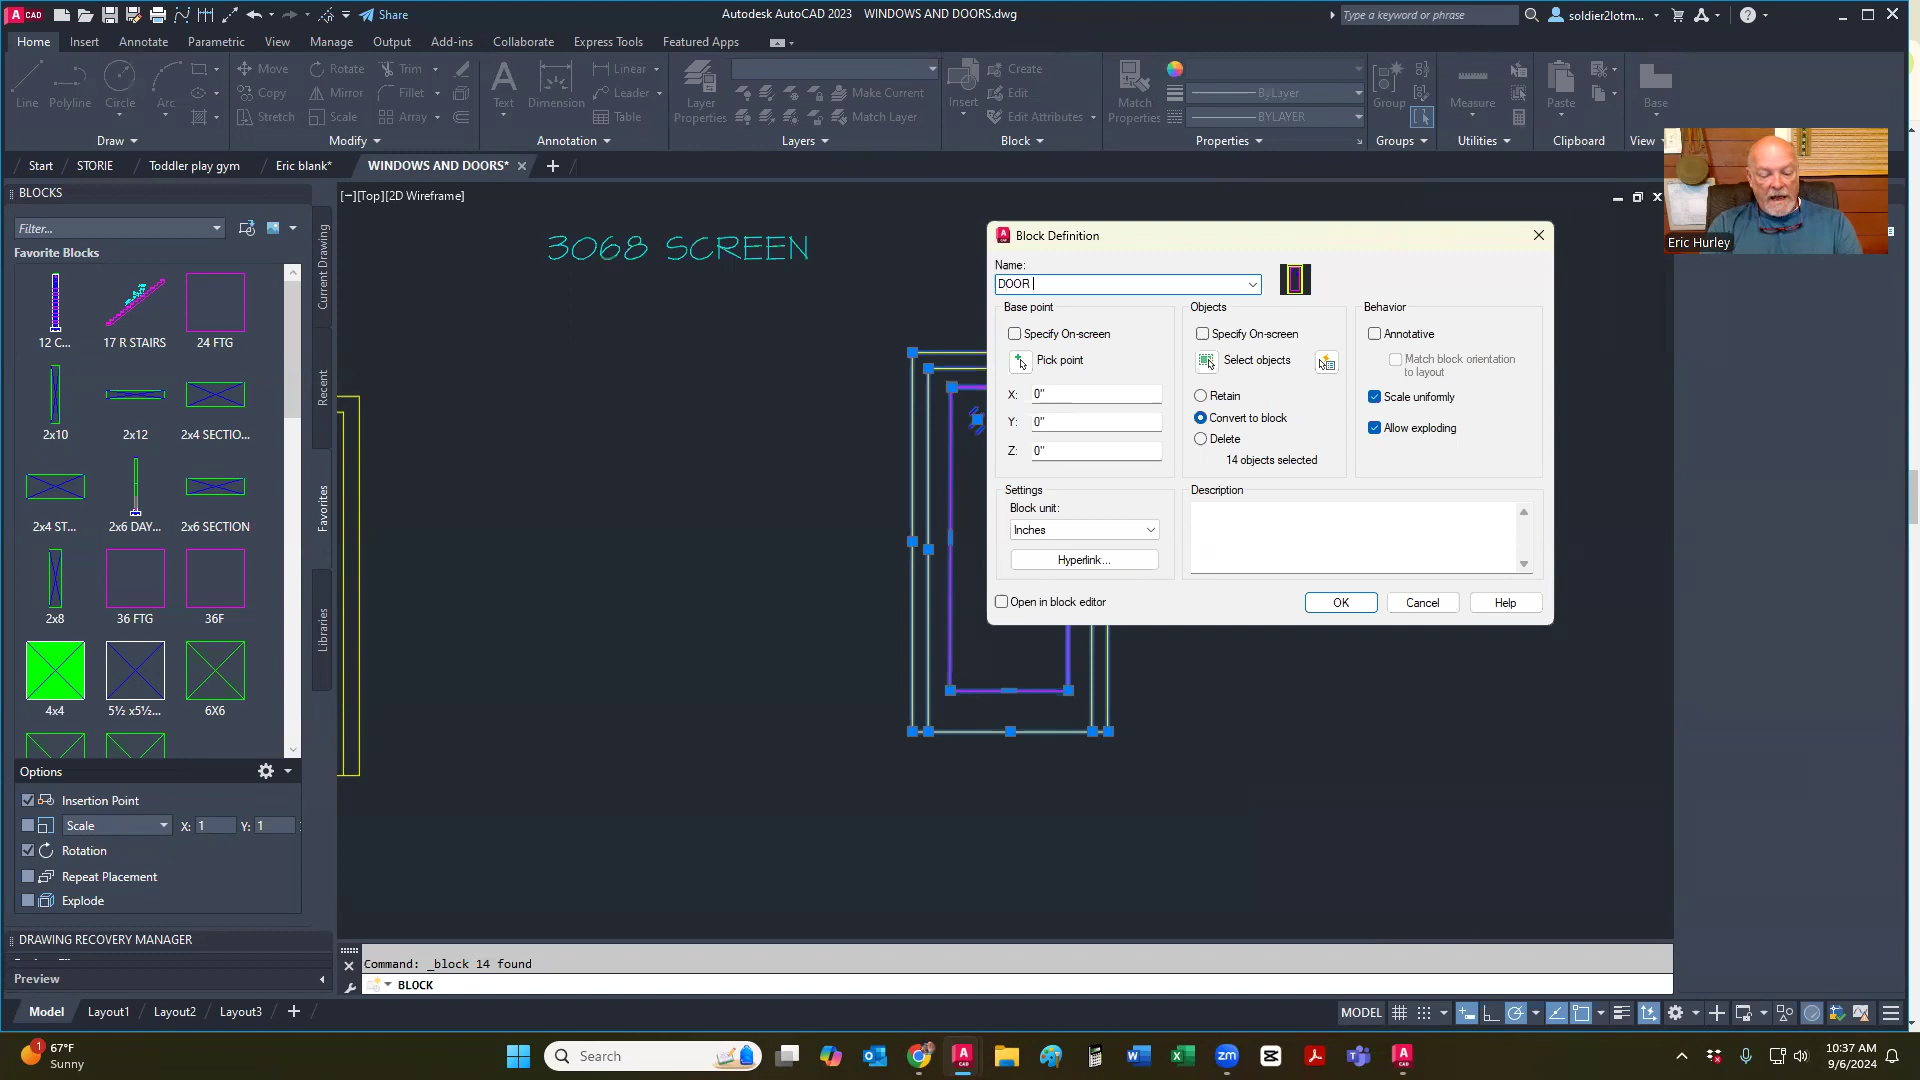 CAD
Share
Autodesk AutoCAD 2023 WINDOWS AND DOORS.dwg
Type a keyword or phrase
soldier2lotm...
Home Insert Annotate Parametric View Manage Output Add-ins Collaborate Express Tools Featured Apps
Line Polyline Circle Arc
Move Rotate Trim
Copy Mirror Fillet
Stretch Scale Array
Text Dimension
Linear
Leader
Table
Layer Properties
Make Current
Match Layer
Insert
Create
Edit
Edit Attributes
Match Properties
ByLayer
BYLAYER
Group
Measure
Paste
Base
Draw Modify Annotation Layers Block Properties Groups Utilities Clipboard View
Start STORIE Toddler play gym Eric blank* WINDOWS AND DOORS*
BLOCKS
[−][Top][2D Wireframe]
Filter...
Favorite Blocks
12 C... 17 R STAIRS 24 FTG
2x10 2x12 2x4 SECTIO...
2x4 ST... 2x6 DAY... 2x6 SECTION
2x8 36 FTG 36F
4x4 5½ x5½... 6X6
Current Drawing
Recent
Favorites
Libraries
Options
Insertion Point
Scale X: 1 Y: 1
Rotation
Repeat Placement
Explode
DRAWING RECOVERY MANAGER
Preview
3068 SCREEN
Block Definition
Name:
DOOR
Base point
Specify On-screen
Pick point
X: 0"
Y: 0"
Z: 0"
Objects
Specify On-screen
Select objects
Retain
Convert to block
Delete
14 objects selected
Behavior
Annotative
Match block orientation
to layout
Scale uniformly
Allow exploding
Settings
Block unit:
Inches
Hyperlink...
Description
Open in block editor
OK Cancel Help
Eric Hurley
Command: _block 14 found
BLOCK
Model Layout1 Layout2 Layout3
MODEL
1
67°F
Sunny
Search
zm
10:37 AM
9/6/2024